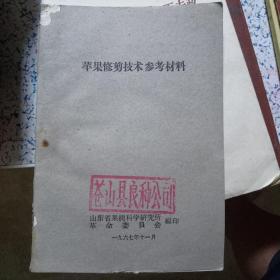 苹果修剪技术参考材料
苍山县良种公司
山东省果树科学研究所
革命委员会 编印
一九六七年十一月